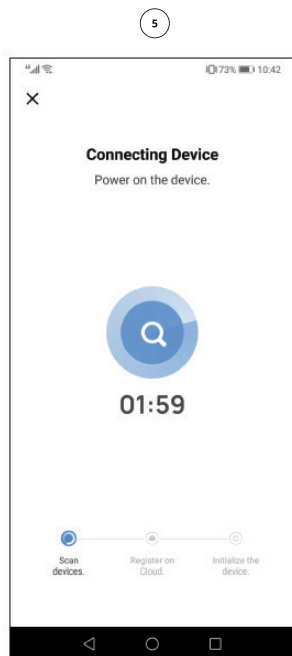 5
73% 10:42
Connecting Device
Power on the device.
01:59
Scan
devices.
Register on
Cloud.
Initialize the
device.